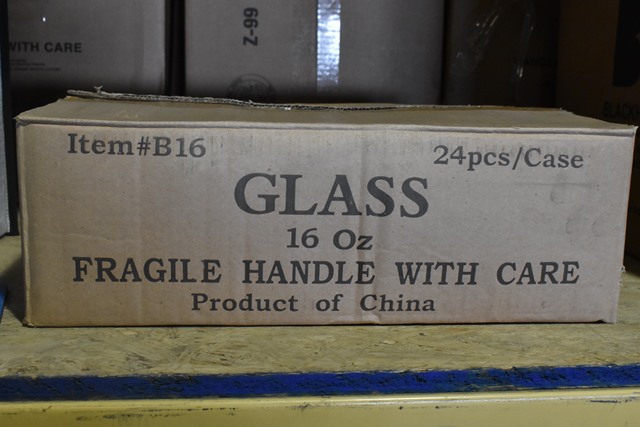 WITH CARE
Z-99
Item#B16
24pcs/Case
GLASS
16 Oz
FRAGILE HANDLE WITH CARE
Product of China